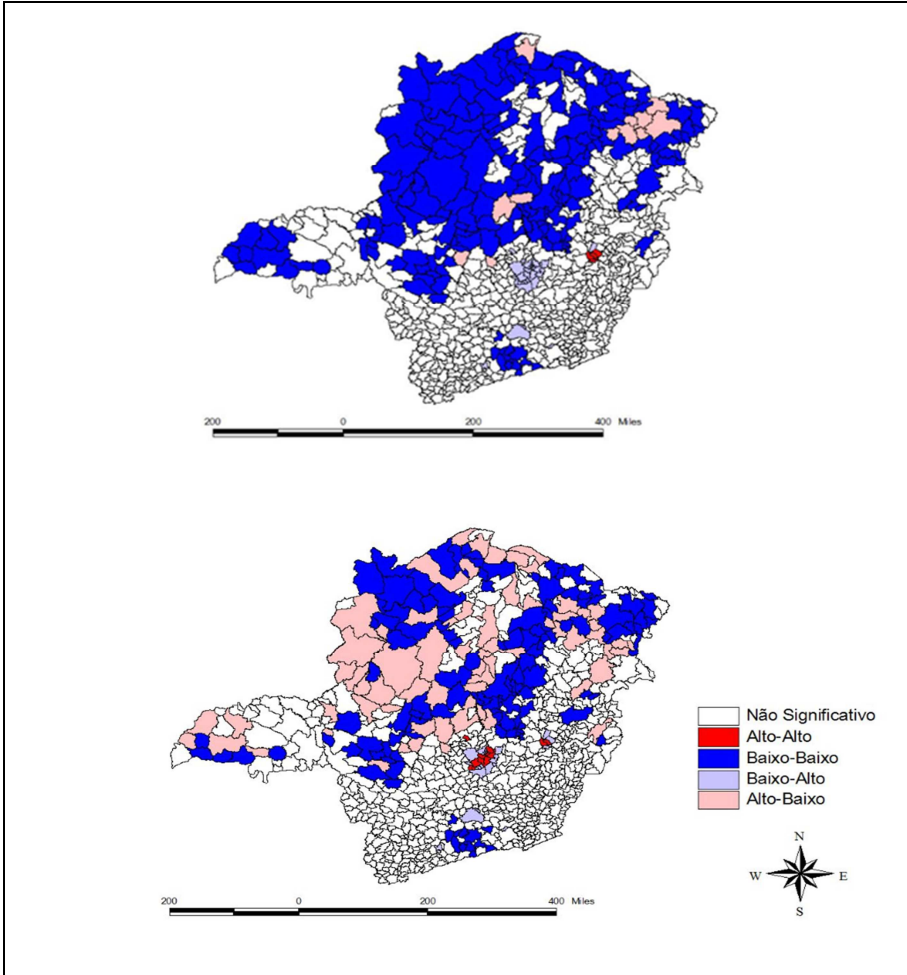 200 0 200 400 Miles
Não Significativo
Alto-Alto
Baixo-Baixo
Baixo-Alto
Alto-Baixo
N
W E
S
200 0 200 400 Miles